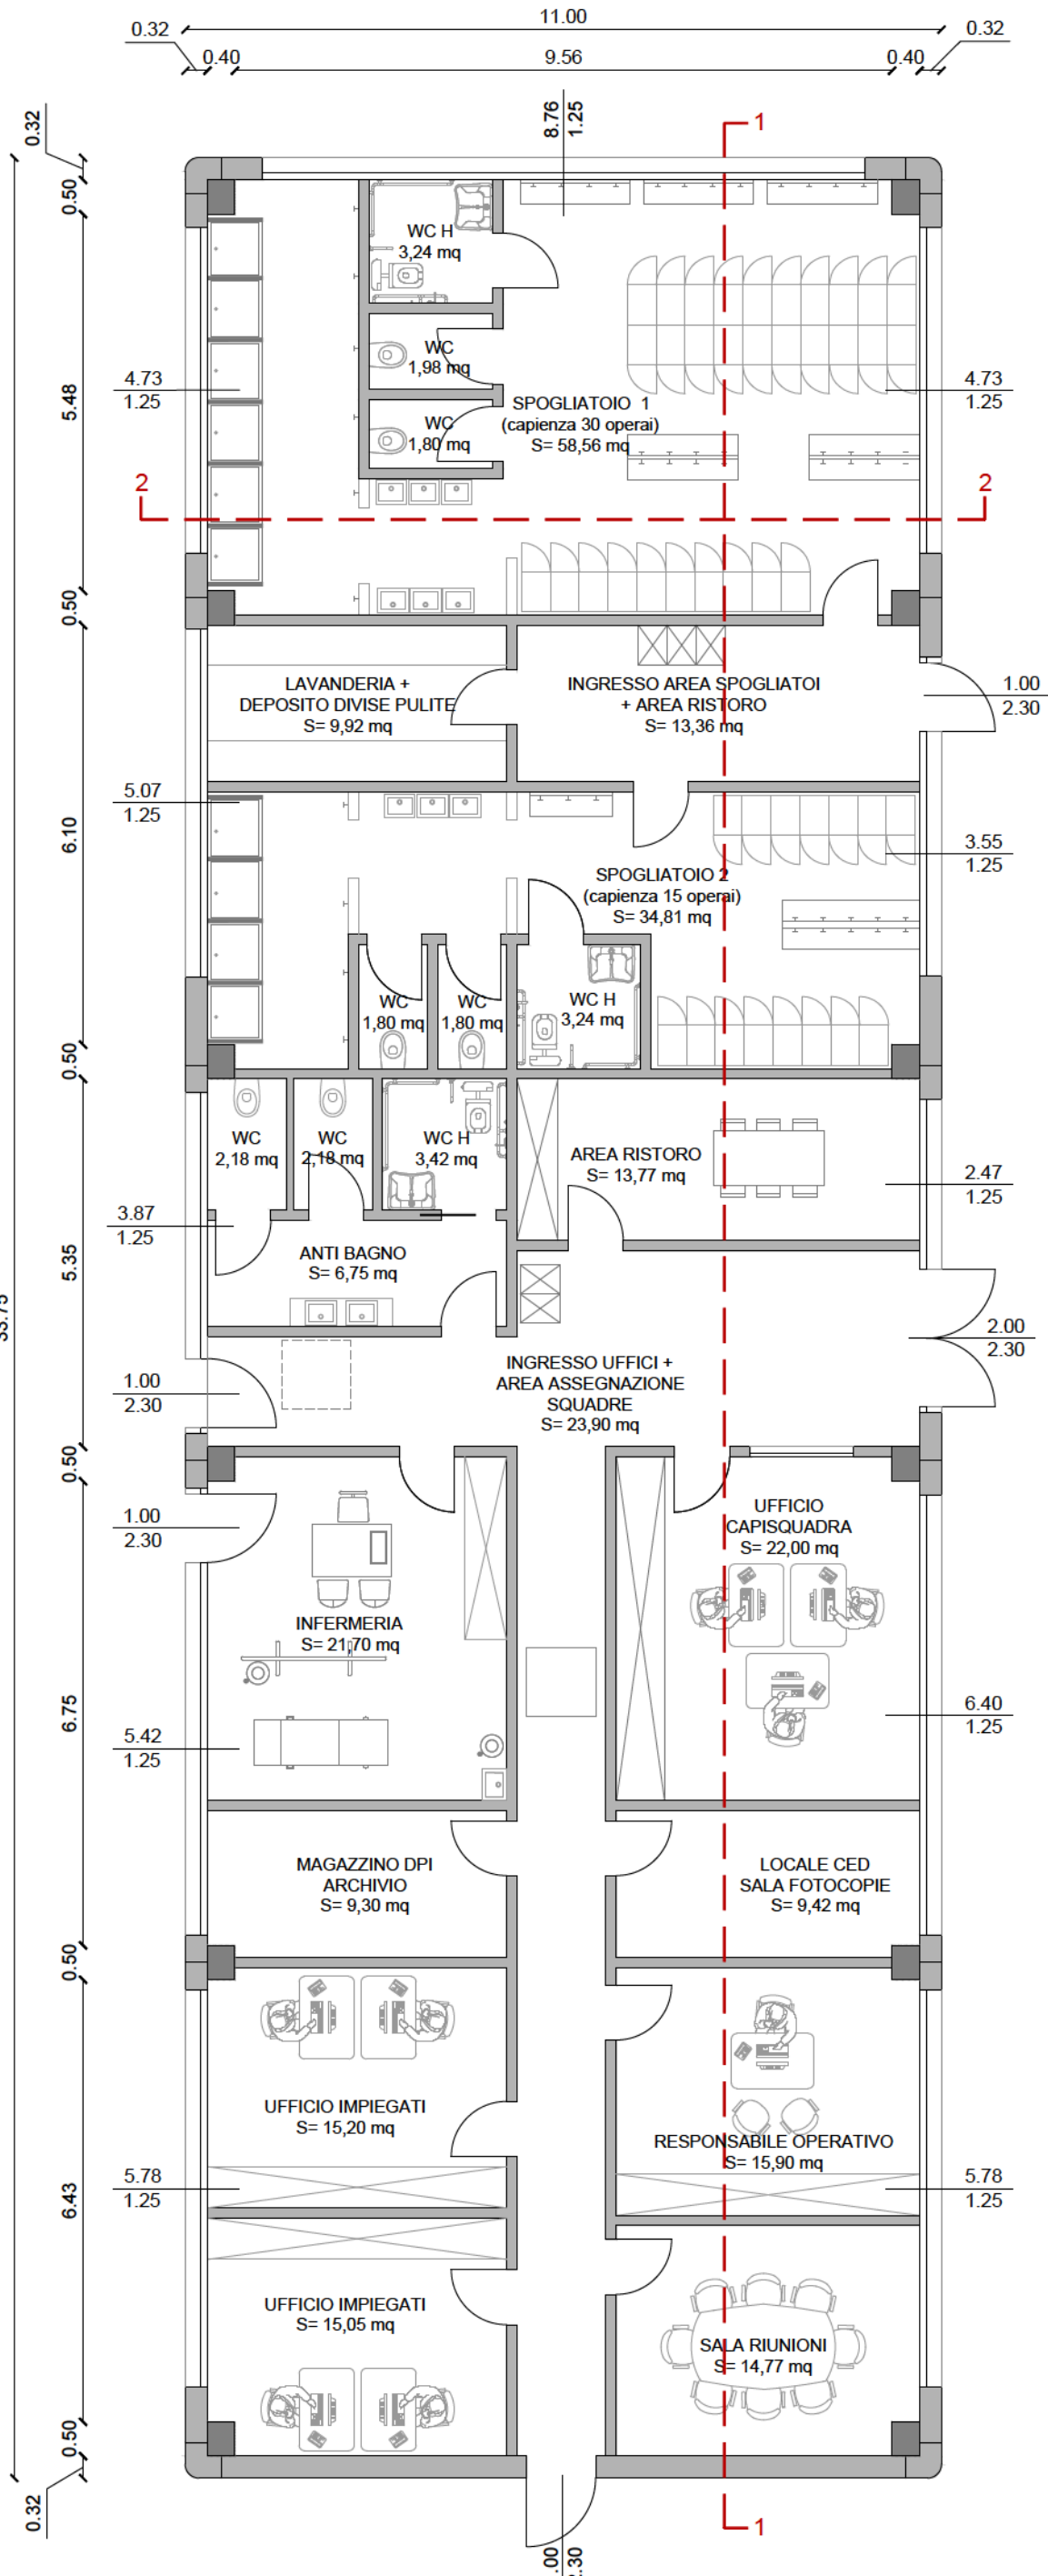 11.00
0.32
0.32
0.40
9.56
0.40
0.32
8.76
1.25
1
0.50
WC H
3,24 mq
WC
1,98 mq
4.73
1.25
4.73
1.25
5.48
SPOGLIATOIO 1
(capienza 30 operai)
S= 58,56 mq
WC
1,80 mq
2
2
0.50
LAVANDERIA +
DEPOSITO DIVISE PULITE
S= 9,92 mq
INGRESSO AREA SPOGLIATOI
+ AREA RISTORO
S= 13,36 mq
1.00
2.30
5.07
1.25
6.10
3.55
1.25
SPOGLIATOIO 2
(capienza 15 operai)
S= 34,81 mq
WC
1,80 mq
WC
1,80 mq
WC H
3,24 mq
0.50
WC
2,18 mq
WC
2,18 mq
WC H
3,42 mq
AREA RISTORO
S= 13,77 mq
2.47
1.25
3.87
1.25
5.35
ANTI BAGNO
S= 6,75 mq
33.75
2.00
2.30
INGRESSO UFFICI +
AREA ASSEGNAZIONE
SQUADRE
S= 23,90 mq
1.00
2.30
0.50
1.00
2.30
UFFICIO
CAPISQUADRA
S= 22,00 mq
INFERMERIA
S= 21,70 mq
6.75
5.42
1.25
6.40
1.25
MAGAZZINO DPI
ARCHIVIO
S= 9,30 mq
LOCALE CED
SALA FOTOCOPIE
S= 9,42 mq
0.50
UFFICIO IMPIEGATI
S= 15,20 mq
RESPONSABILE OPERATIVO
S= 15,90 mq
5.78
1.25
5.78
1.25
6.43
UFFICIO IMPIEGATI
S= 15,05 mq
SALA RIUNIONI
S= 14,77 mq
0.50
0.32
1
.00